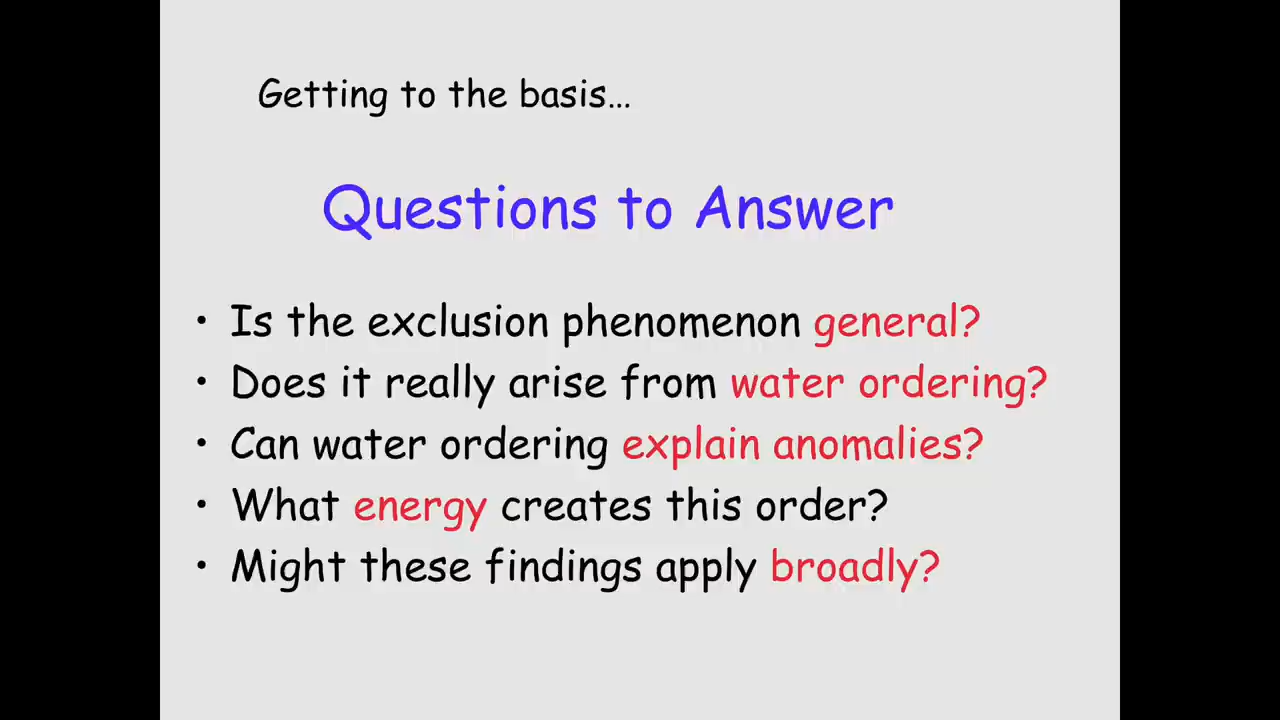 Getting to the basis…
Questions to Answer
• Is the exclusion phenomenon general?
• Does it really arise from water ordering?
• Can water ordering explain anomalies?
• What energy creates this order?
• Might these findings apply broadly?